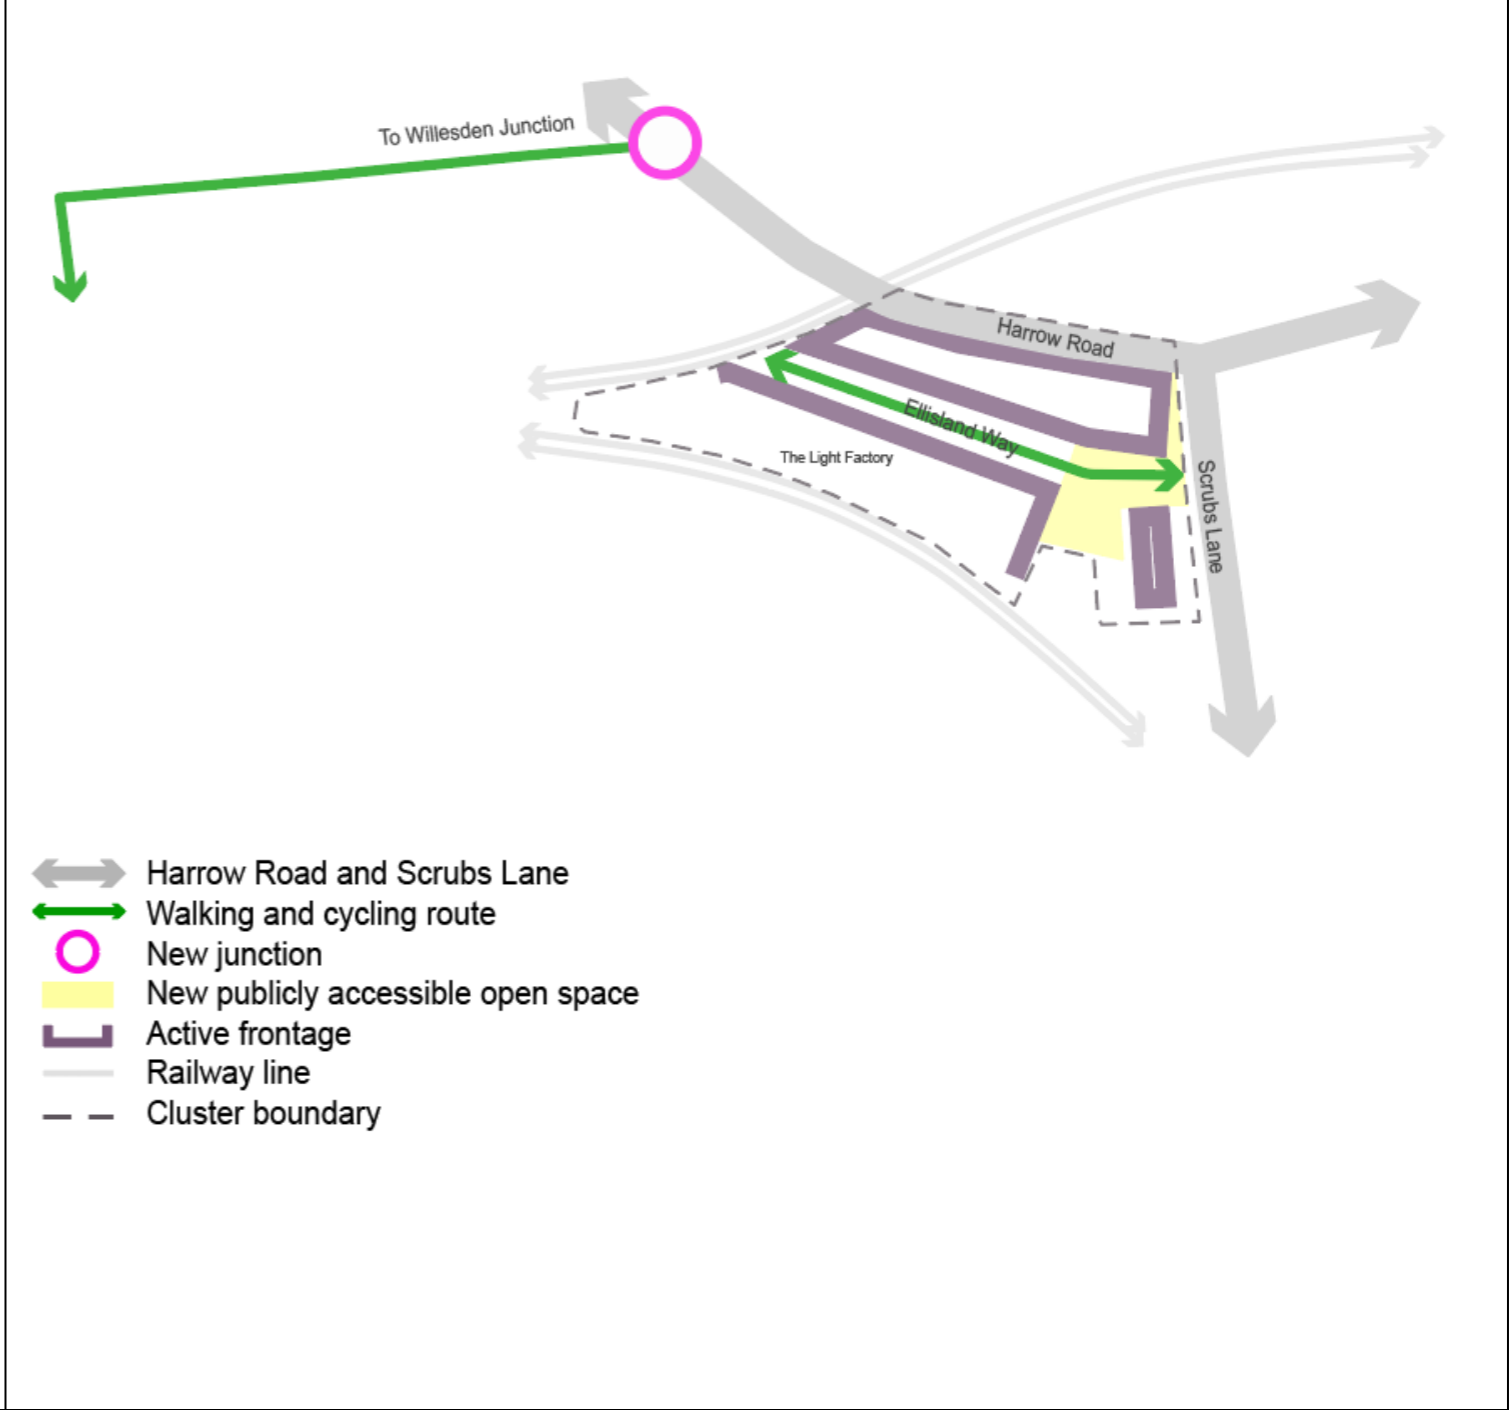 To Willesden Junction
Harrow Road
Ellisland Way
The Light Factory
Scrubs Lane
Harrow Road and Scrubs Lane
Walking and cycling route
New junction
New publicly accessible open space
Active frontage
Railway line
Cluster boundary